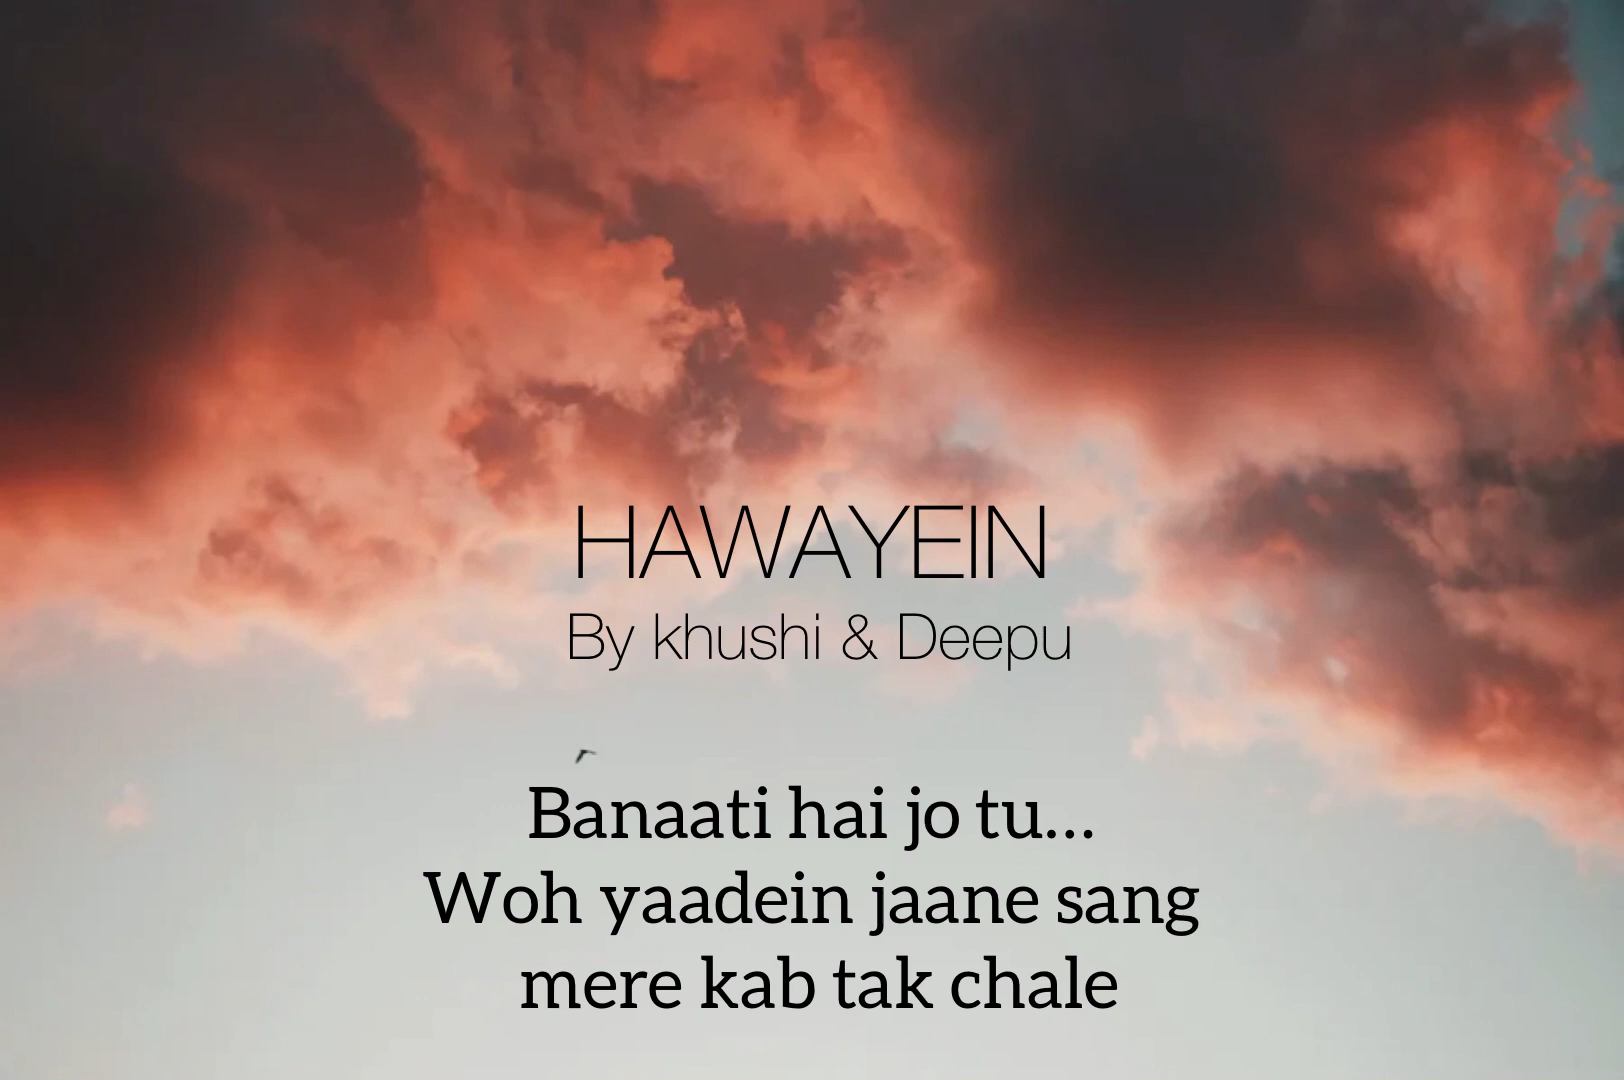 HAWAYEIN
By khushi & Deepu
Banaati hai jo tu...
Woh yaadein jaane sang
mere kab tak chale